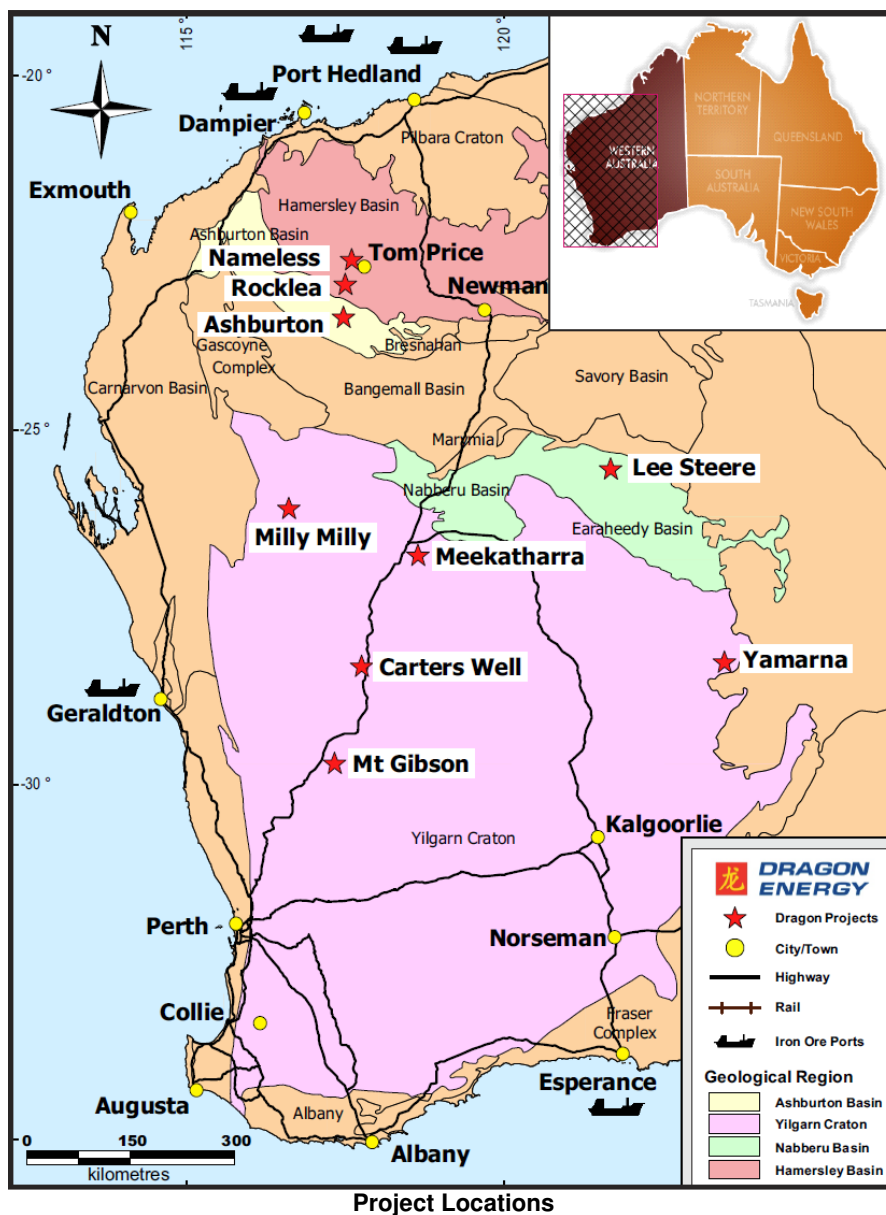 N
115
120
-20°
-25°
-30°
Port Hedland
Dampier
Pilbara Craton
Exmouth
Hamersley Basin
Ashburton Basin
Nameless
Tom Price
Rocklea
Newman
Ashburton
Bresnahan
Gascoyne
Complex
Carnarvon Basin
Bangemall Basin
Savory Basin
Marymia
Lee Steere
Nabberu Basin
Earaheedy Basin
Milly Milly
Meekatharra
Carters Well
Yamarna
Geraldton
Mt Gibson
Kalgoorlie
Yilgarn Craton
Perth
Norseman
Collie
Fraser
Complex
Esperance
Augusta
Albany
Albany
0 150 300
kilometres
NORTHERN
TERRITORY
QUEENSLAND
WESTERN
AUSTRALIA
SOUTH
AUSTRALIA
NEW SOUTH
WALES
VICTORIA
TASMANIA
龙
DRAGON
ENERGY
Dragon Projects
City/Town
Highway
Rail
Iron Ore Ports
Geological Region
Ashburton Basin
Yilgarn Craton
Nabberu Basin
Hamersley Basin
Project Locations